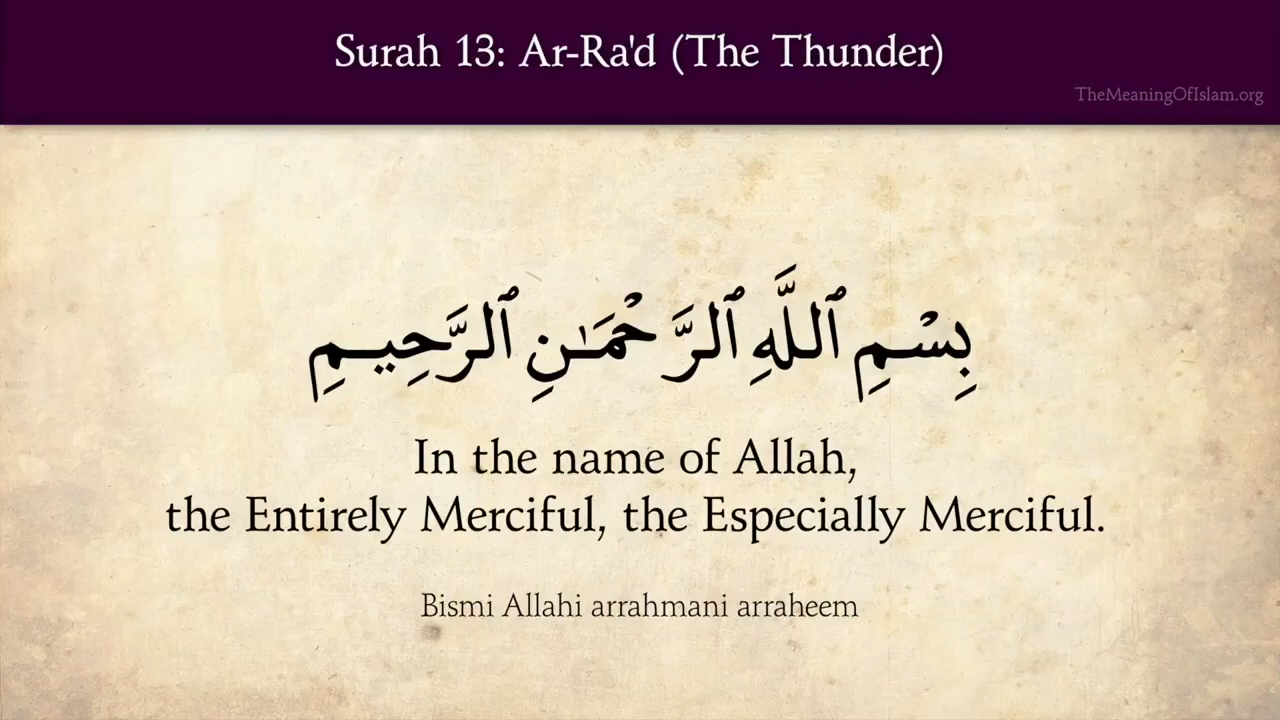 Surah 13: Ar-Ra'd (The Thunder)
TheMeaningOfIslam.org
بِسْمِ ٱللَّهِ ٱلرَّحْمَـٰنِ ٱلرَّحِيمِ
In the name of Allah,
the Entirely Merciful, the Especially Merciful.
Bismi Allahi arrahmani arraheem